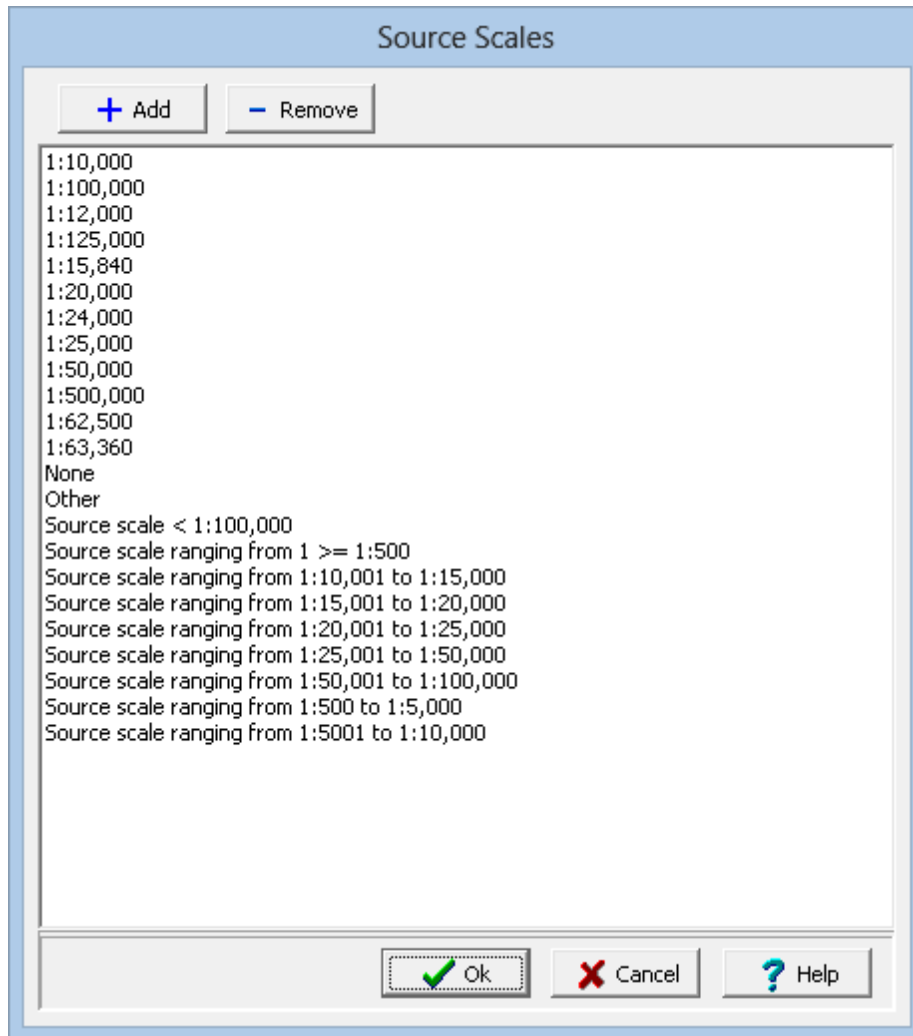 Source Scales
Add
Remove
1:10,000
1:100,000
1:12,000
1:125,000
1:15,840
1:20,000
1:24,000
1:25,000
1:50,000
1:500,000
1:62,500
1:63,360
None
Other
Source scale < 1:100,000
Source scale ranging from 1 >= 1:500
Source scale ranging from 1:10,001 to 1:15,000
Source scale ranging from 1:15,001 to 1:20,000
Source scale ranging from 1:20,001 to 1:25,000
Source scale ranging from 1:25,001 to 1:50,000
Source scale ranging from 1:50,001 to 1:100,000
Source scale ranging from 1:500 to 1:5,000
Source scale ranging from 1:5001 to 1:10,000
Ok
Cancel
Help